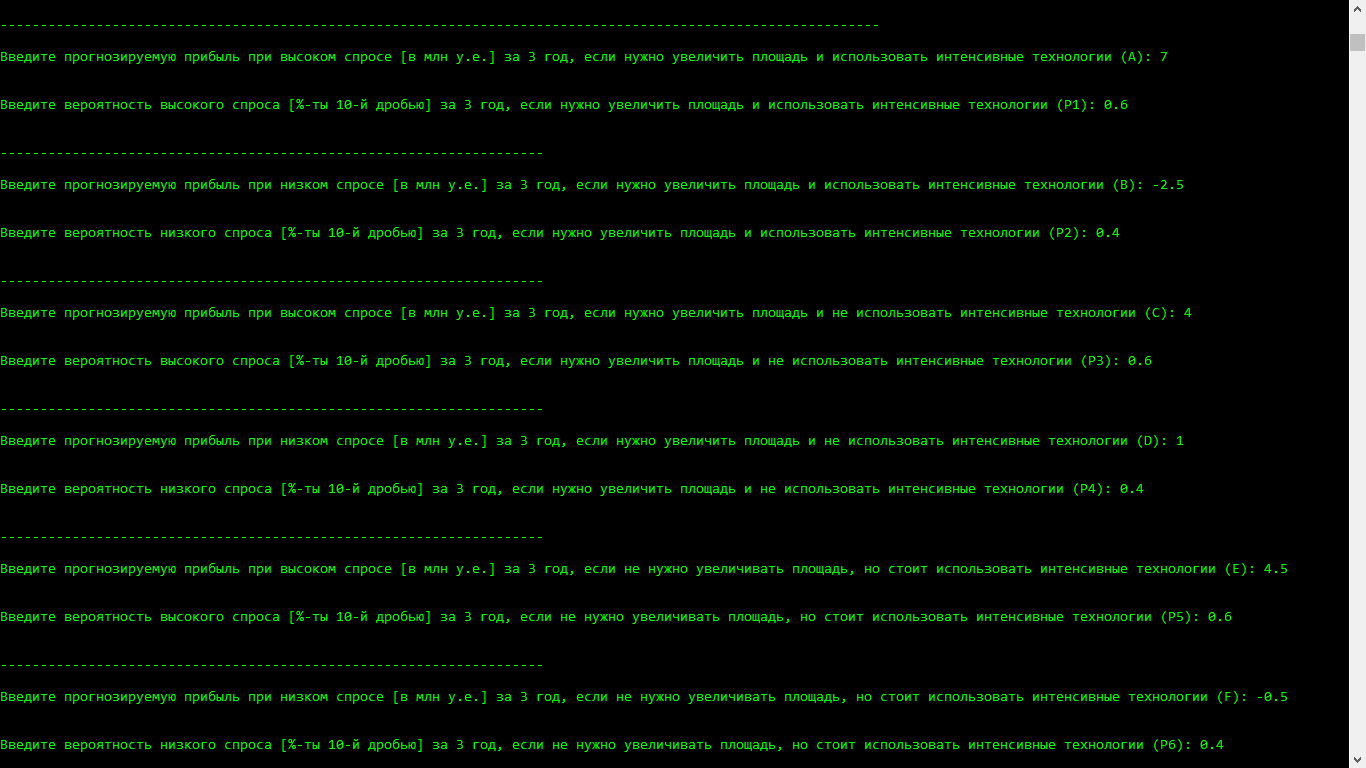 --------------------------------------------------------------------------------------------------------------
Введите прогнозируемую прибыль при высоком спросе [в млн у.е.] за 3 год, если нужно увеличить площадь и использовать интенсивные технологии (A): 7
Введите вероятность высокого спроса [%-ты 10-й дробью] за 3 год, если нужно увеличить площадь и использовать интенсивные технологии (P1): 0.6
--------------------------------------------------------------------
Введите прогнозируемую прибыль при низком спросе [в млн у.е.] за 3 год, если нужно увеличить площадь и использовать интенсивные технологии (B): -2.5
Введите вероятность низкого спроса [%-ты 10-й дробью] за 3 год, если нужно увеличить площадь и использовать интенсивные технологии (P2): 0.4
--------------------------------------------------------------------
Введите прогнозируемую прибыль при высоком спросе [в млн у.е.] за 3 год, если нужно увеличить площадь и не использовать интенсивные технологии (C): 4
Введите вероятность высокого спроса [%-ты 10-й дробью] за 3 год, если нужно увеличить площадь и не использовать интенсивные технологии (P3): 0.6
--------------------------------------------------------------------
Введите прогнозируемую прибыль при низком спросе [в млн у.е.] за 3 год, если нужно увеличить площадь и не использовать интенсивные технологии (D): 1
Введите вероятность низкого спроса [%-ты 10-й дробью] за 3 год, если нужно увеличить площадь и не использовать интенсивные технологии (P4): 0.4
--------------------------------------------------------------------
Введите прогнозируемую прибыль при высоком спросе [в млн у.е.] за 3 год, если не нужно увеличивать площадь, но стоит использовать интенсивные технологии (E): 4.5
Введите вероятность высокого спроса [%-ты 10-й дробью] за 3 год, если не нужно увеличивать площадь, но стоит использовать интенсивные технологии (P5): 0.6
--------------------------------------------------------------------
Введите прогнозируемую прибыль при низком спросе [в млн у.е.] за 3 год, если не нужно увеличивать площадь, но стоит использовать интенсивные технологии (F): -0.5
Введите вероятность низкого спроса [%-ты 10-й дробью] за 3 год, если не нужно увеличивать площадь, но стоит использовать интенсивные технологии (P6): 0.4